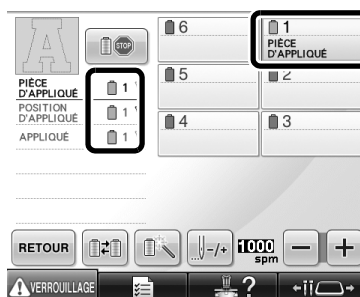 A
STOP
6
1
PIÈCE
D'APPLIQUÉ
PIÈCE
D'APPLIQUÉ
1
5
2
POSITION
D'APPLIQUÉ
1
APPLIQUÉ
1
4
3
RETOUR
-/+
1000
spm
−
+
VERROUILLAGE
?